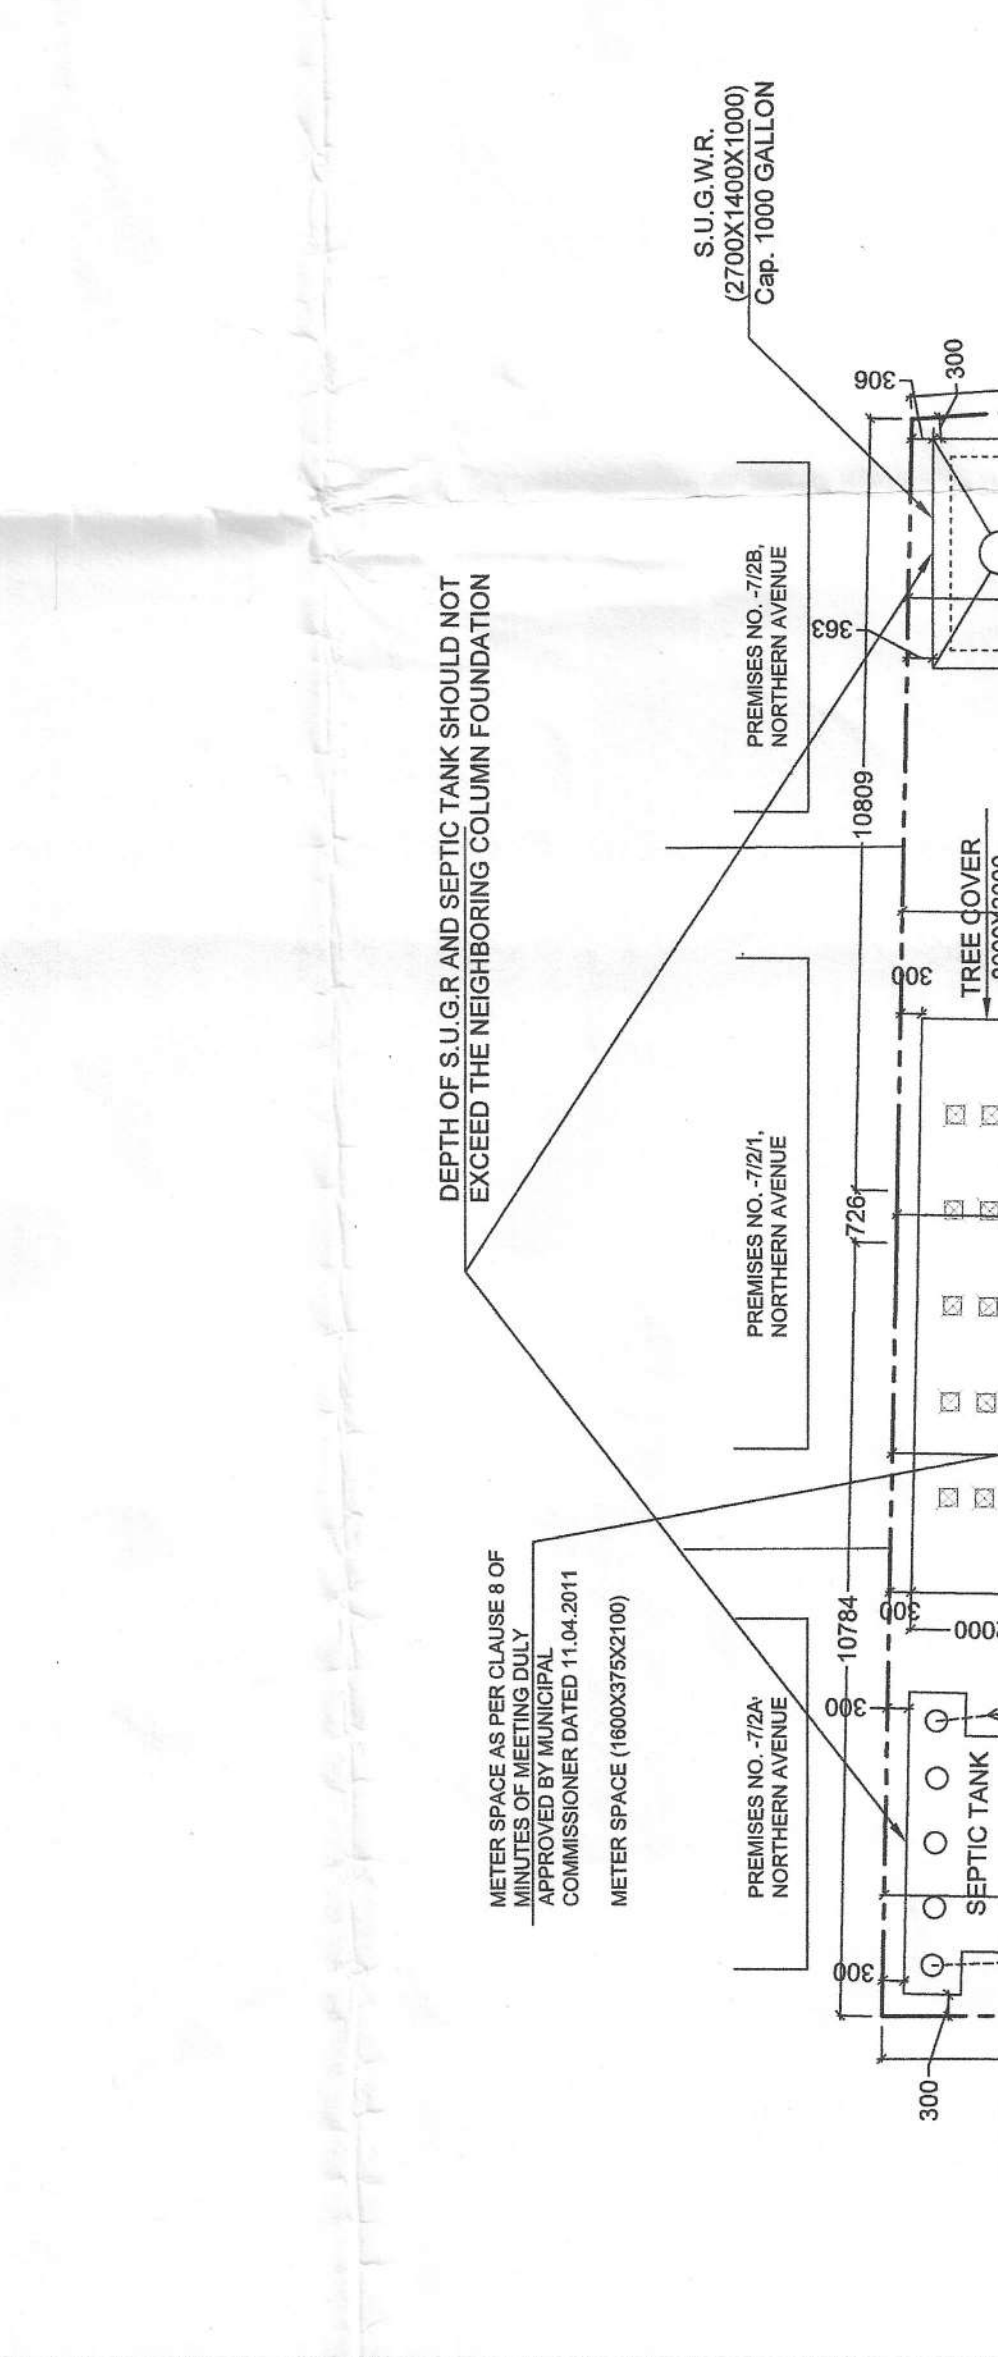 S.U.G.W.R.
(2700X1400X1000)
Cap. 1000 GALLON
DEPTH OF S.U.G.R AND SEPTIC TANK SHOULD NOT
EXCEED THE NEIGHBORING COLUMN FOUNDATION
METER SPACE AS PER CLAUSE 8 OF
MINUTES OF MEETING DULY
APPROVED BY MUNICIPAL
COMMISSIONER DATED 11.04.2011
METER SPACE (1600X375X2100)
PREMISES NO. -7/2A
NORTHERN AVENUE
PREMISES NO. -7/2/1,
NORTHERN AVENUE
PREMISES NO. -7/2B,
NORTHERN AVENUE
10784
726
10809
300
300
300
300
363
306
300
300
SEPTIC TANK
TREE COVER